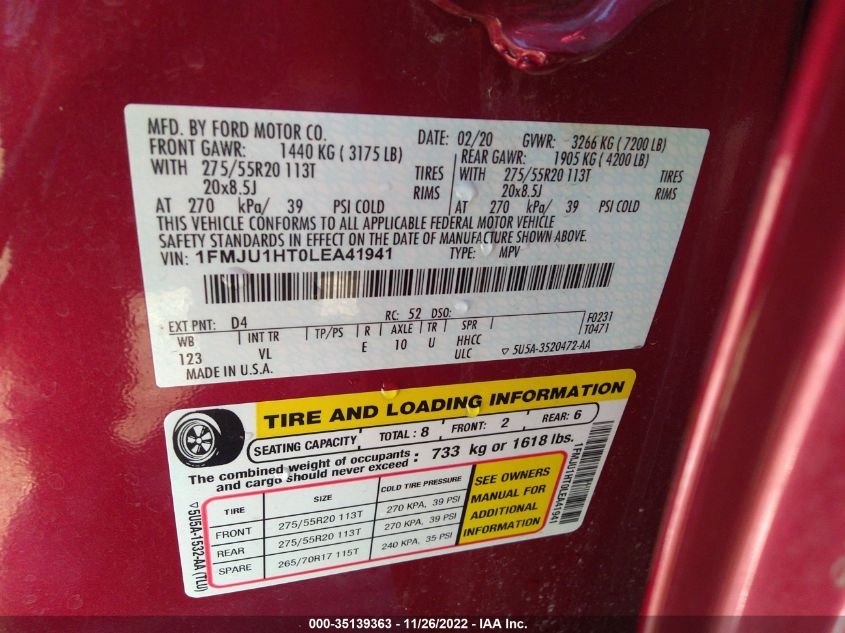 MFD. BY FORD MOTOR CO. DATE: 02/20 GVWR: 3266 KG ( 7200 LB)
FRONT GAWR: 1440 KG ( 3175 LB) REAR GAWR: 1905 KG ( 4200 LB)
WITH 275/55R20 113T TIRES WITH 275/55R20 113T TIRES
20x8.5J RIMS 20x8.5J RIMS
AT 270 kPa/ 39 PSI COLD AT 270 kPa/ 39 PSI COLD
THIS VEHICLE CONFORMS TO ALL APPLICABLE FEDERAL MOTOR VEHICLE
SAFETY STANDARDS IN EFFECT ON THE DATE OF MANUFACTURE SHOWN ABOVE.
VIN: 1FMJU1HT0LEA41941 TYPE: MPV
EXT PNT: D4 RC: 52 DSO: F0231
WB INT TR TP/PS R AXLE TR SPR T0471
123 VL E 10 U HHCC
ULC ▽5U5A-3520472-AA
MADE IN U.S.A.
TIRE AND LOADING INFORMATION
SEATING CAPACITY TOTAL : 8 FRONT: 2 REAR: 6
The combined weight of occupants and cargo should never exceed : 733 kg or 1618 lbs.
TIRE SIZE COLD TIRE PRESSURE
FRONT 275/55R20 113T 270 KPA, 39 PSI
REAR 275/55R20 113T 270 KPA, 39 PSI
SPARE 265/70R17 115T 240 KPA, 35 PSI
SEE OWNERS
MANUAL FOR
ADDITIONAL
INFORMATION
▽5U5A-1532-AA (TLU)
1FMJU1HT0LEA41941
000-35139363 - 11/26/2022 - IAA Inc.